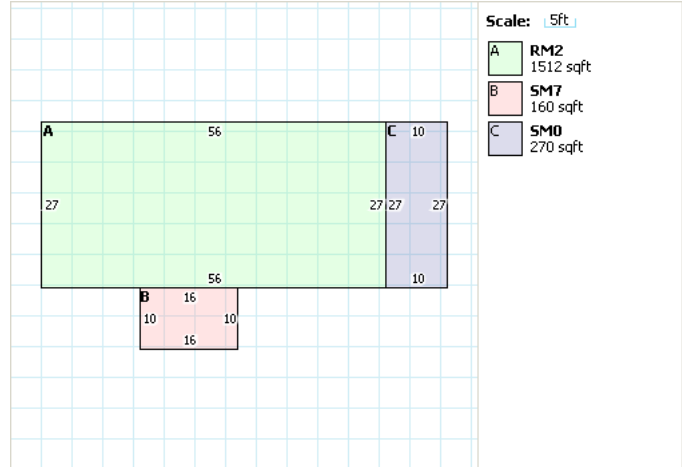 Scale: 5ft
A RM2
1512 sqft
B SM7
160 sqft
C SM0
270 sqft
A 56 C 10
27 27 27 27
56 10
B 16
10 10
16